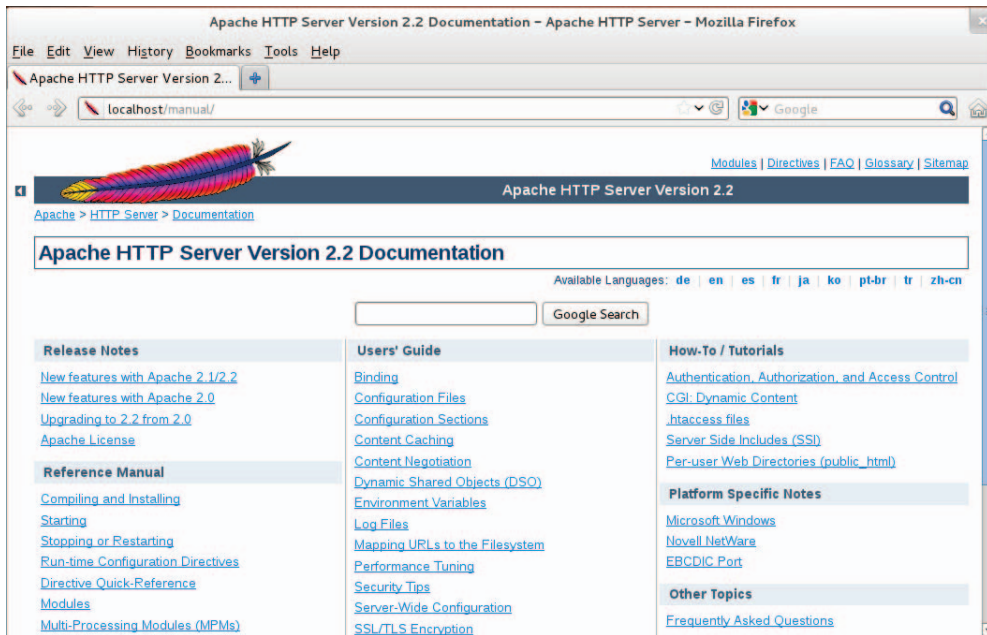 Apache HTTP Server Version 2.2 Documentation – Apache HTTP Server – Mozilla Firefox
File Edit View History Bookmarks Tools Help
Apache HTTP Server Version 2...
localhost/manual/
Google
Modules | Directives | FAQ | Glossary | Sitemap
Apache HTTP Server Version 2.2
Apache > HTTP Server > Documentation
Apache HTTP Server Version 2.2 Documentation
Available Languages: de | en | es | fr | ja | ko | pt-br | tr | zh-cn
Google Search
Release Notes
New features with Apache 2.1/2.2
New features with Apache 2.0
Upgrading to 2.2 from 2.0
Apache License
Reference Manual
Compiling and Installing
Starting
Stopping or Restarting
Run-time Configuration Directives
Directive Quick-Reference
Modules
Multi-Processing Modules (MPMs)
Users' Guide
Binding
Configuration Files
Configuration Sections
Content Caching
Content Negotiation
Dynamic Shared Objects (DSO)
Environment Variables
Log Files
Mapping URLs to the Filesystem
Performance Tuning
Security Tips
Server-Wide Configuration
SSL/TLS Encryption
How-To / Tutorials
Authentication, Authorization, and Access Control
CGI: Dynamic Content
.htaccess files
Server Side Includes (SSI)
Per-user Web Directories (public_html)
Platform Specific Notes
Microsoft Windows
Novell NetWare
EBCDIC Port
Other Topics
Frequently Asked Questions